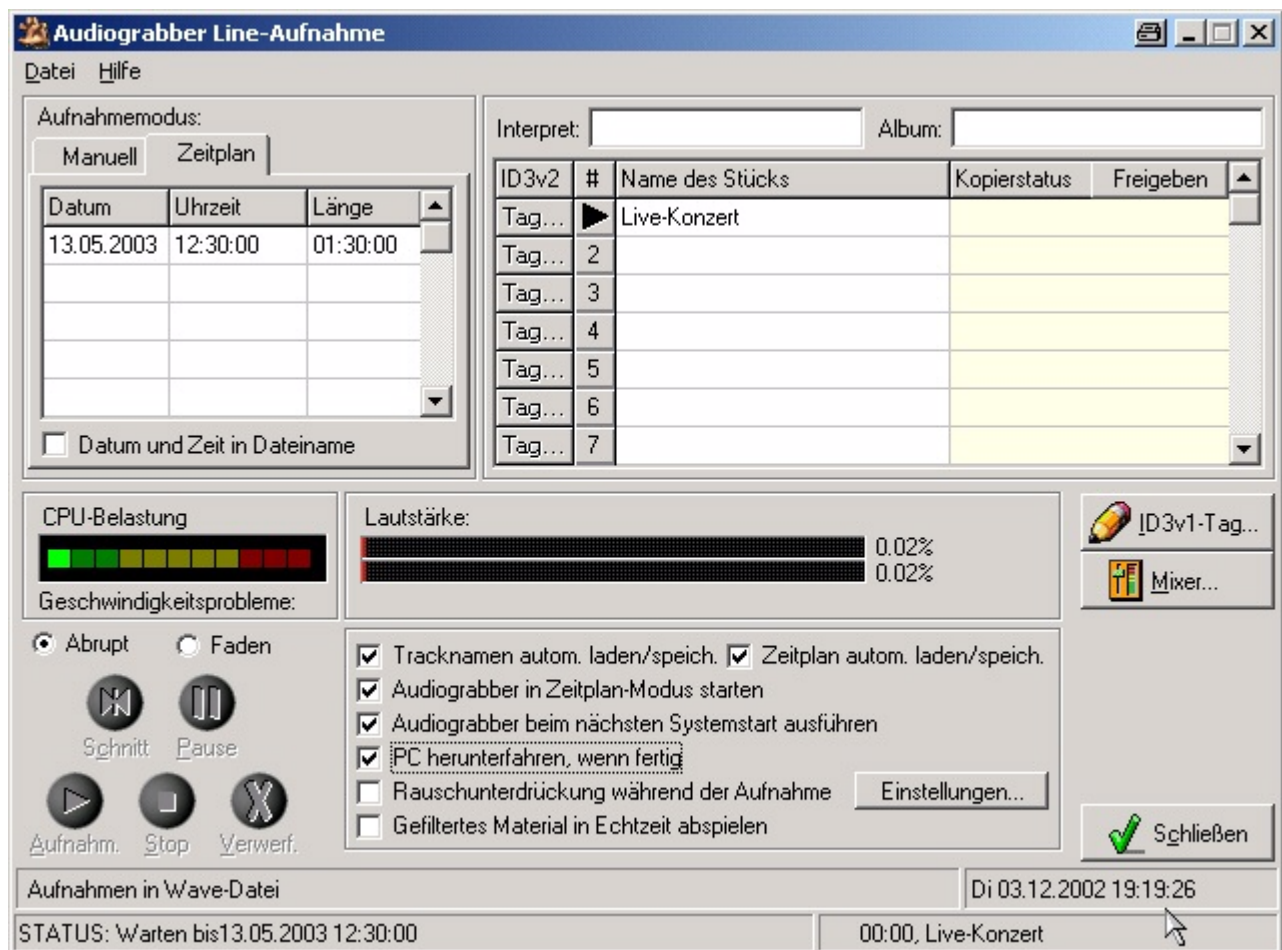 Audiograbber Line-Aufnahme
Datei Hilfe
Aufnahmemodus:
Manuell Zeitplan
Datum Uhrzeit Länge
13.05.2003 12:30:00 01:30:00
Datum und Zeit in Dateiname
Interpret: Album:
ID3v2 # Name des Stücks Kopierstatus Freigeben
Tag... Live-Konzert
Tag... 2
Tag... 3
Tag... 4
Tag... 5
Tag... 6
Tag... 7
CPU-Belastung
Geschwindigkeitsprobleme:
Lautstärke:
0.02%
0.02%
ID3v1-Tag...
Mixer...
Abrupt Faden
Schnitt Pause
Aufnahm. Stop Verwerf.
Tracknamen autom. laden/speich. Zeitplan autom. laden/speich.
Audiograbber in Zeitplan-Modus starten
Audiograbber beim nächsten Systemstart ausführen
PC herunterfahren, wenn fertig
Rauschunterdrückung während der Aufnahme Einstellungen...
Gefiltertes Material in Echtzeit abspielen
Schließen
Aufnahmen in Wave-Datei Di 03.12.2002 19:19:26
STATUS: Warten bis13.05.2003 12:30:00 00:00, Live-Konzert